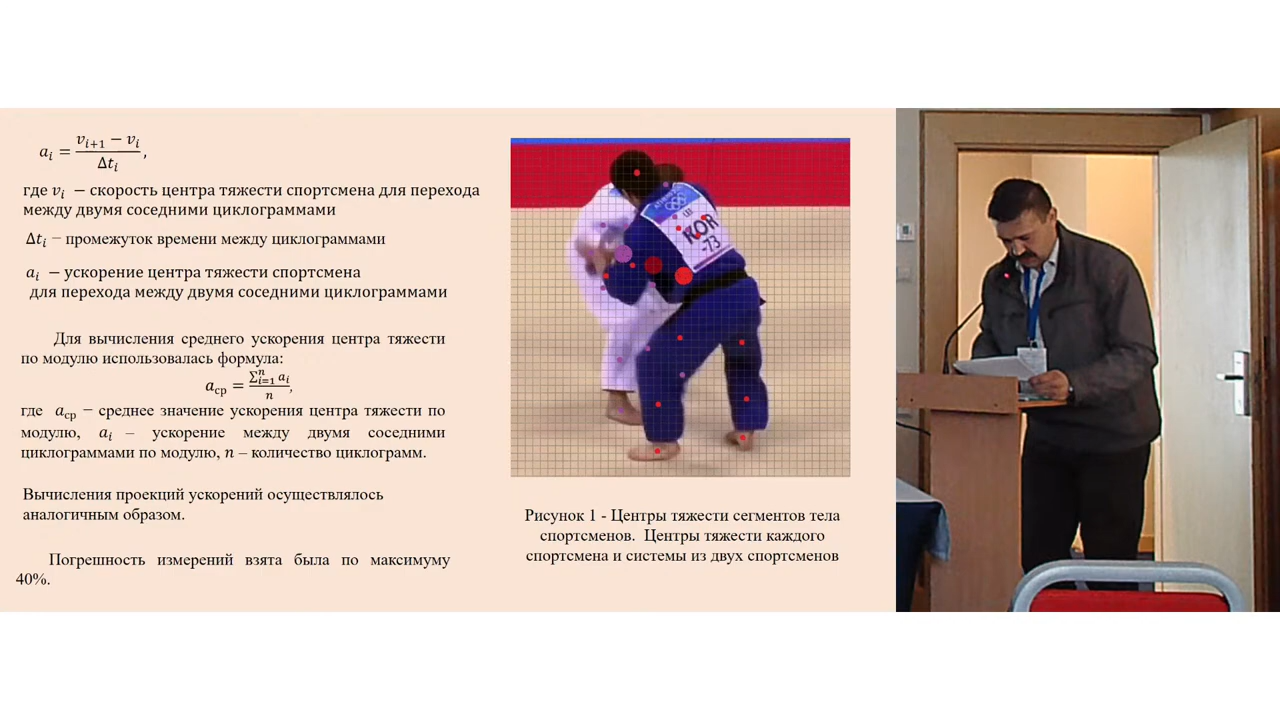 a_i = (v_{i+1} − v_i) / Δt_i,
где v_i − скорость центра тяжести спортсмена для перехода
между двумя соседними циклограммами
Δt_i − промежуток времени между циклограммами
a_i − ускорение центра тяжести спортсмена
для перехода между двумя соседними циклограммами
Для вычисления среднего ускорения центра тяжести
по модулю использовалась формула:
a_ср = ∑_{i=1}^{n} a_i / n,
где a_ср − среднее значение ускорения центра тяжести по
модулю, a_i – ускорение между двумя соседними
циклограммами по модулю, n – количество циклограмм.
Вычисления проекций ускорений осуществлялось
аналогичным образом.
Погрешность измерений взята была по максимуму
40%.
LEE
KOR
-73
Рисунок 1 - Центры тяжести сегментов тела
спортсменов. Центры тяжести каждого
спортсмена и системы из двух спортсменов